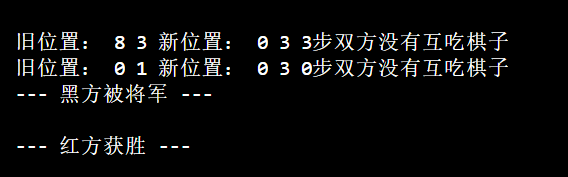 旧位置： 8 3 新位置： 0 3 3步双方没有互吃棋子
旧位置： 0 1 新位置： 0 3 0步双方没有互吃棋子
--- 黑方被将军 ---
--- 红方获胜 ---